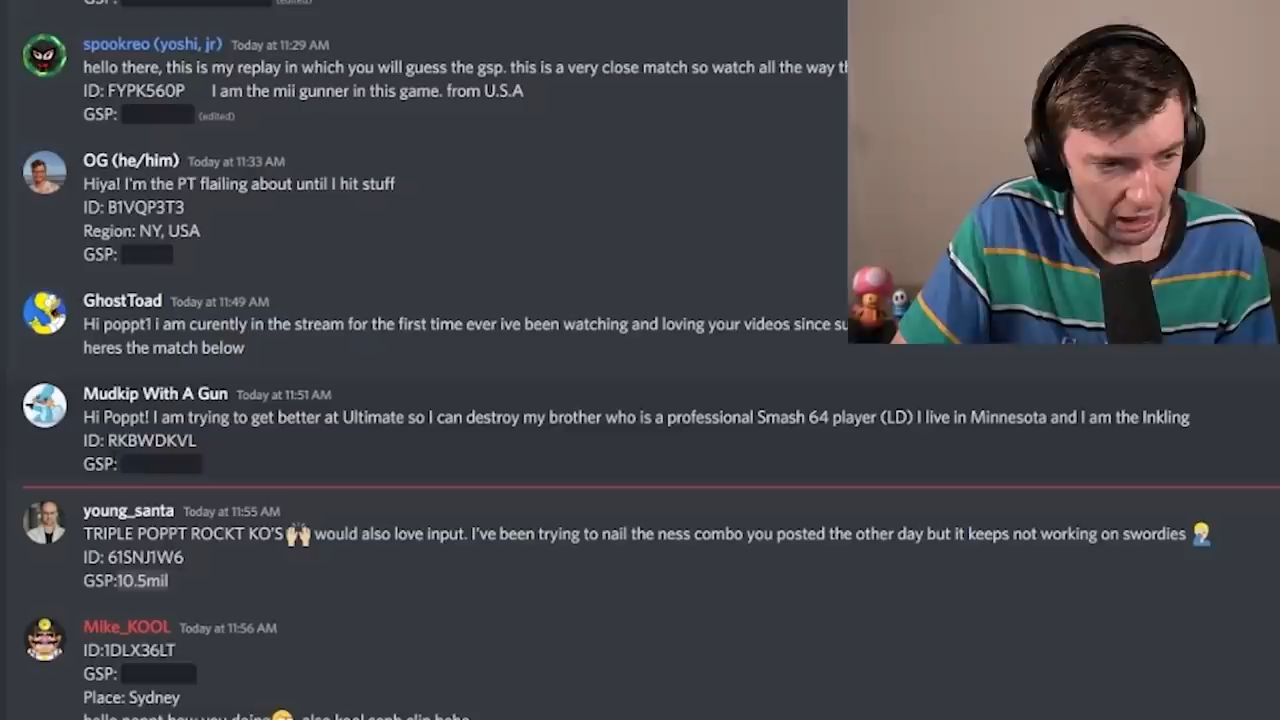 GSP: (edited)
spookreo (yoshi, jr) Today at 11:29 AM
hello there, this is my replay in which you will guess the gsp. this is a very close match so watch all the way
ID: FYPK560P I am the mii gunner in this game. from U.S.A
GSP: (edited)
OG (he/him) Today at 11:33 AM
Hiya! I'm the PT flailing about until I hit stuff
ID: B1VQP3T3
Region: NY, USA
GSP:
GhostToad Today at 11:49 AM
Hi poppt1 i am curently in the stream for the first time ever ive been watching and loving your videos since
heres the match below
Mudkip With A Gun Today at 11:51 AM
Hi Poppt! I am trying to get better at Ultimate so I can destroy my brother who is a professional Smash 64 player (LD) I live in Minnesota and I am the Inkling
ID: RKBWDKVL
GSP:
young_santa Today at 11:55 AM
TRIPLE POPPT ROCKT KO'S 🙌🏻 would also love input. I've been trying to nail the ness combo you posted the other day but it keeps not working on swordies
ID: 61SNJ1W6
GSP:10.5mil
MIke_KOOL Today at 11:56 AM
ID:1DLX36LT
GSP:
Place: Sydney